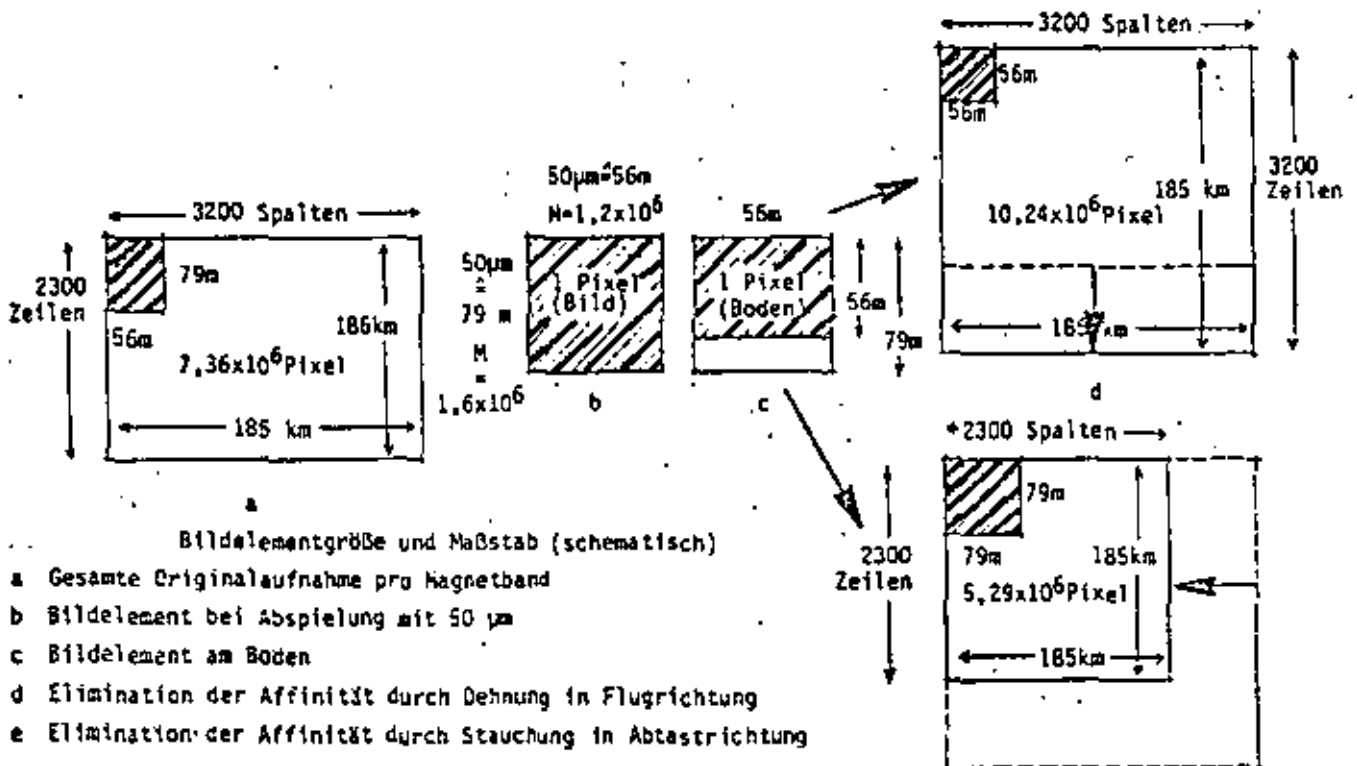 3200 Spalten
2300
Zeilen
79m
56m
186km
7,36x10⁶Pixel
185 km
a
50µm≙56m
M=1,2x10⁶
50µm
≙
79 m
M
=
1,6x10⁶
1 Pixel
(Bild)
b
56m
1 Pixel
(Boden)
56m
79m
c
3200 Spalten
56m
56m
185 km
3200
Zeilen
10,24x10⁶Pixel
d
2300 Spalten
2300
Zeilen
79m
79m
185km
5,29x10⁶Pixel
185km
Bildelementgröße und Maßstab (schematisch)
a Gesamte Originalaufnahme pro Magnetband
b Bildelement bei Abspielung mit 50 µm
c Bildelement am Boden
d Elimination der Affinität durch Dehnung in Flugrichtung
e Elimination der Affinität durch Stauchung in Abtastrichtung